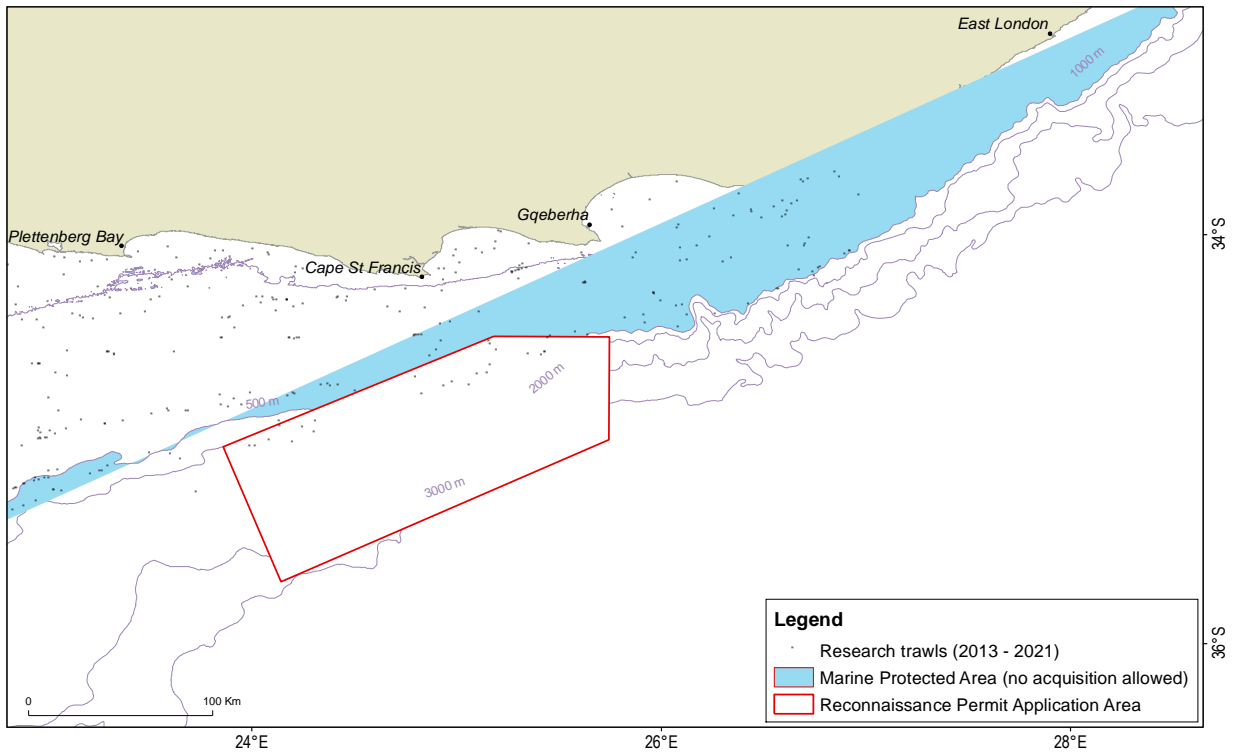 East London
1000 m
Gqeberha
34°S
Plettenberg Bay
Cape St Francis
2000 m
500 m
3000 m
Legend
Research trawls (2013 - 2021)
36°S
Marine Protected Area (no acquisition allowed)
0 100 Km
Reconnaissance Permit Application Area
24°E 26°E 28°E